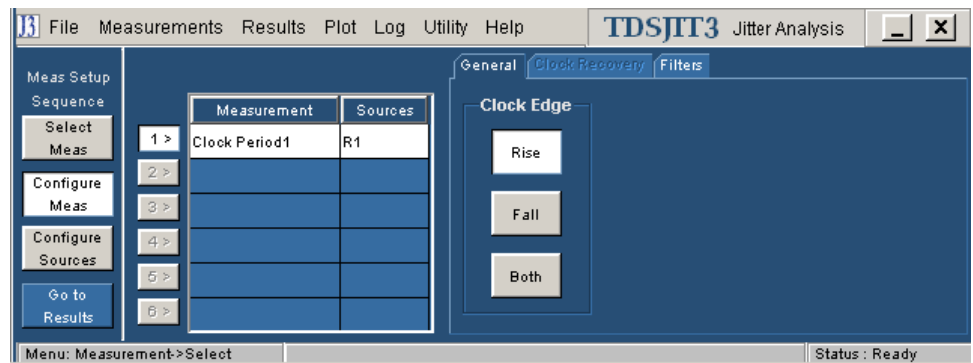 J3 File Measurements Results Plot Log Utility Help TDSJIT3 Jitter Analysis _ X
Meas Setup
Sequence
Select
Meas
Configure
Meas
Configure
Sources
Go to
Results
Measurement Sources
1 > Clock Period1 R1
2 >
3 >
4 >
5 >
6 >
General Clock Recovery Filters
Clock Edge
Rise
Fall
Both
Menu: Measurement->Select Status : Ready